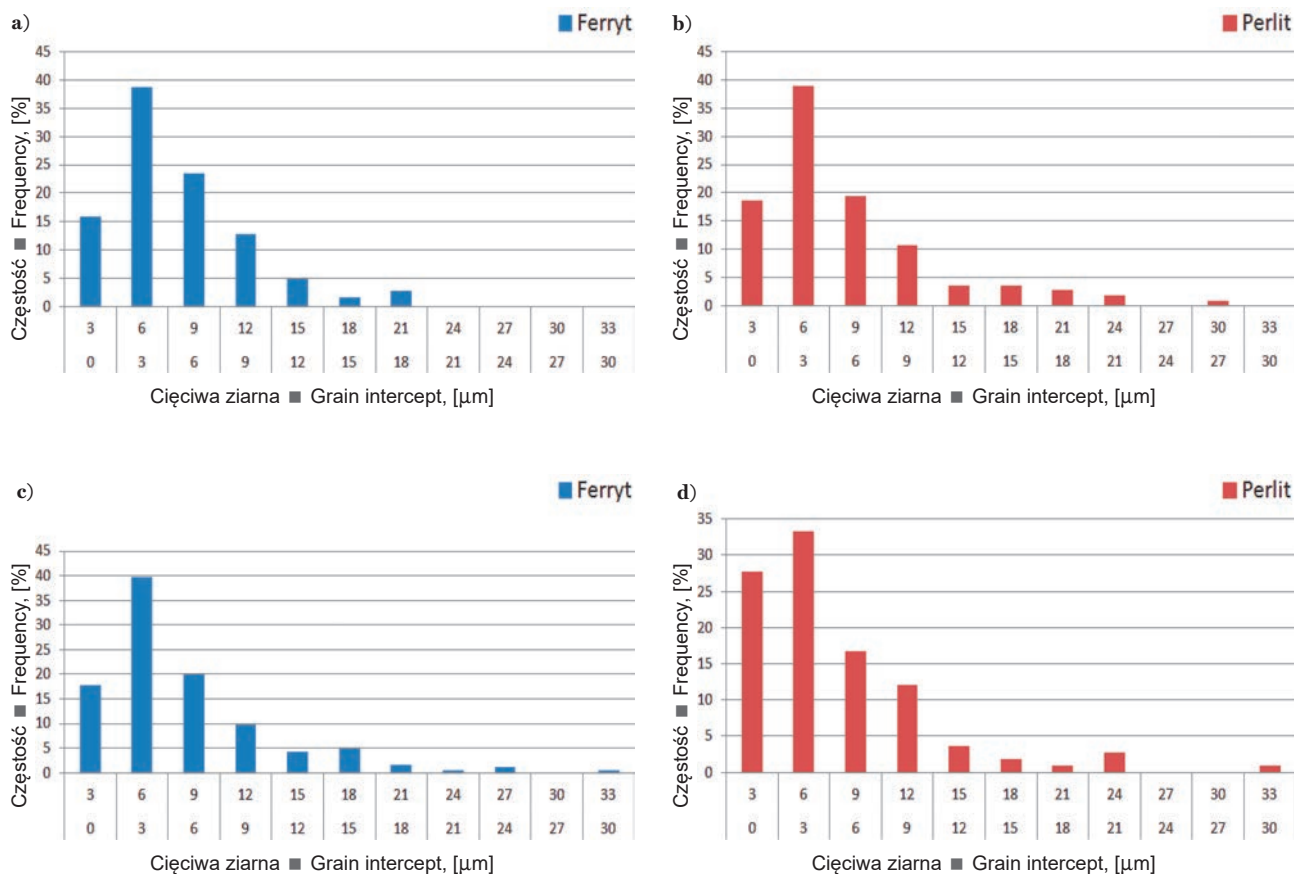 a)
Ferryt
45
40
35
30
25
20
15
10
5
0
Częstość ■ Frequency, [%]
3 6 9 12 15 18 21 24 27 30 33
0 3 6 9 12 15 18 21 24 27 30
Cięciwa ziarna ■ Grain intercept, [μm]
b)
Perlit
45
40
35
30
25
20
15
10
5
0
Częstość ■ Frequency, [%]
3 6 9 12 15 18 21 24 27 30 33
0 3 6 9 12 15 18 21 24 27 30
Cięciwa ziarna ■ Grain intercept, [μm]
c)
Ferryt
45
40
35
30
25
20
15
10
5
0
Częstość ■ Frequency, [%]
3 6 9 12 15 18 21 24 27 30 33
0 3 6 9 12 15 18 21 24 27 30
Cięciwa ziarna ■ Grain intercept, [μm]
d)
Perlit
35
30
25
20
15
10
5
0
Częstość ■ Frequency, [%]
3 6 9 12 15 18 21 24 27 30 33
0 3 6 9 12 15 18 21 24 27 30
Cięciwa ziarna ■ Grain intercept, [μm]